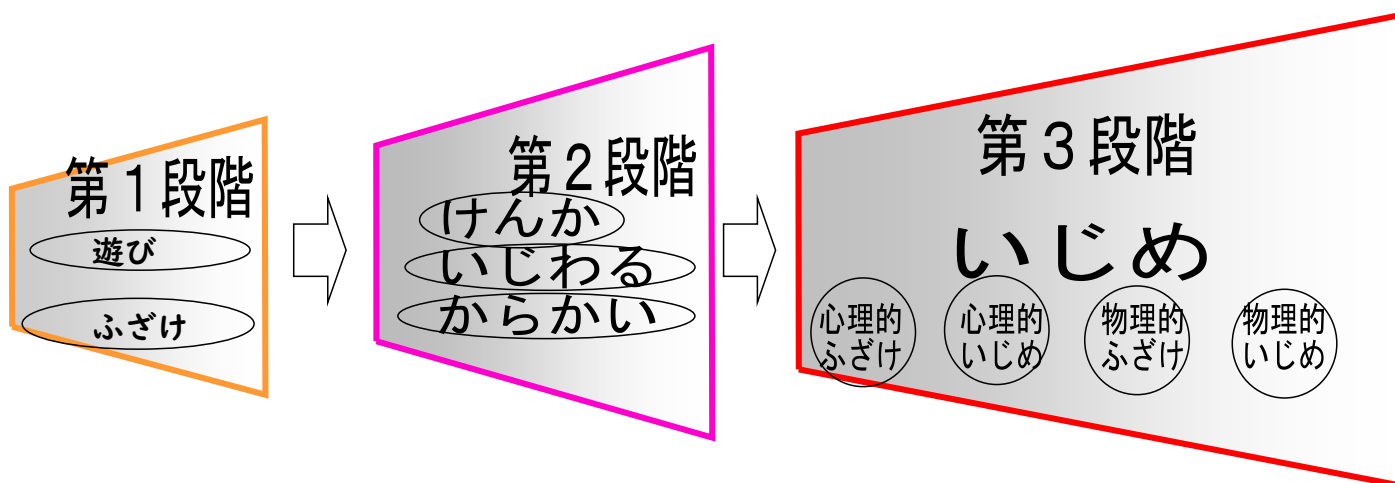 第１段階
遊び
ふざけ
第２段階
けんか
いじわる
からかい
第３段階
いじめ
心理的
ふざけ
心理的
いじめ
物理的
ふざけ
物理的
いじめ